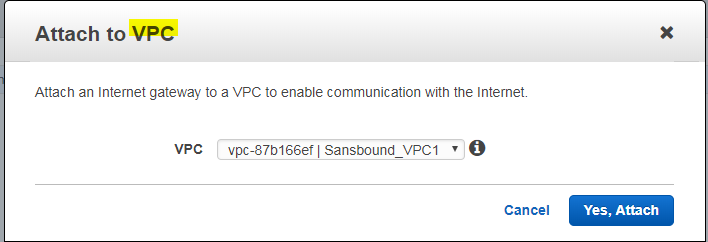 Attach to VPC
Attach an Internet gateway to a VPC to enable communication with the Internet.
VPC vpc-87b166ef | Sansbound_VPC1
Cancel Yes, Attach